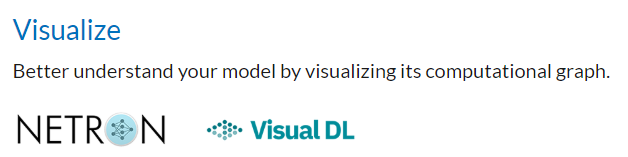 Visualize
Better understand your model by visualizing its computational graph.
NETRON Visual DL